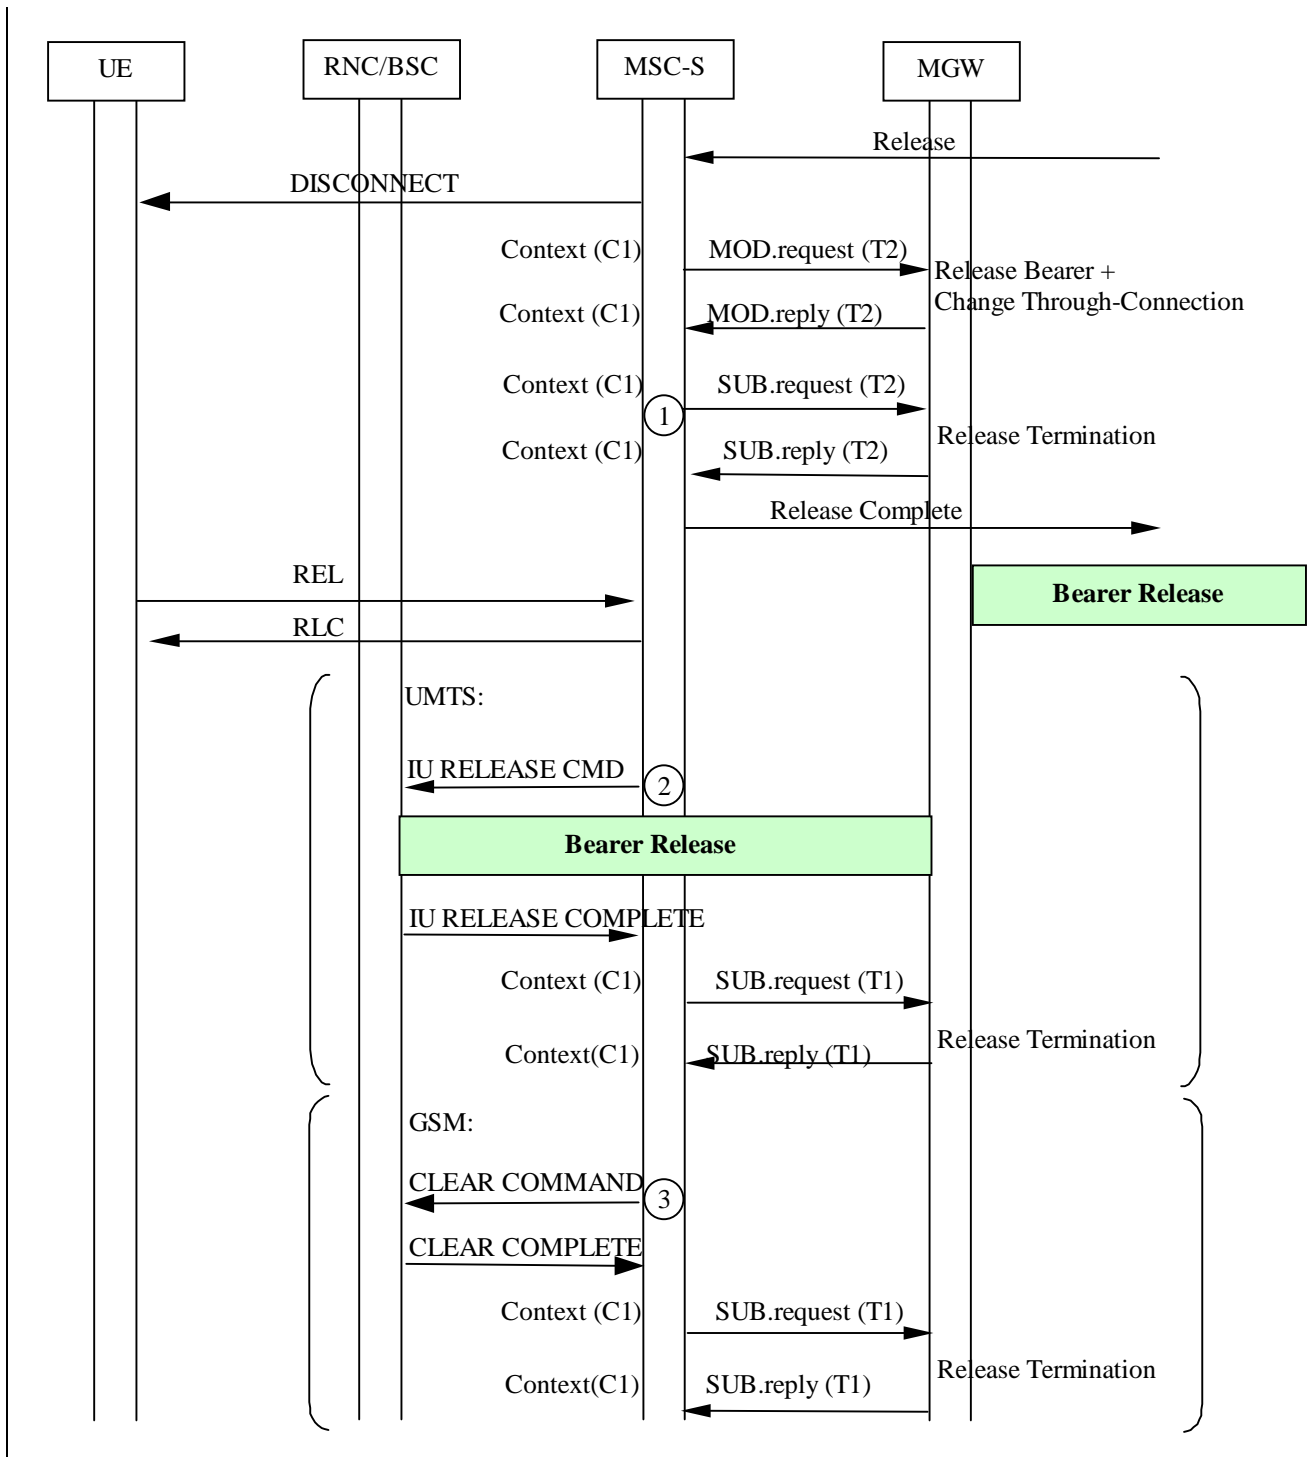 UE
RNC/BSC
MSC-S
MGW
Release
DISCONNECT
Context (C1)
MOD.request (T2)
Release Bearer +
Change Through-Connection
Context (C1)
MOD.reply (T2)
Context (C1)
SUB.request (T2)
1
Release Termination
Context (C1)
SUB.reply (T2)
Release Complete
REL
Bearer Release
RLC
UMTS:
IU RELEASE CMD
2
Bearer Release
IU RELEASE COMPLETE
Context (C1)
SUB.request (T1)
Release Termination
Context(C1)
SUB.reply (T1)
GSM:
CLEAR COMMAND
3
CLEAR COMPLETE
Context (C1)
SUB.request (T1)
Release Termination
Context(C1)
SUB.reply (T1)